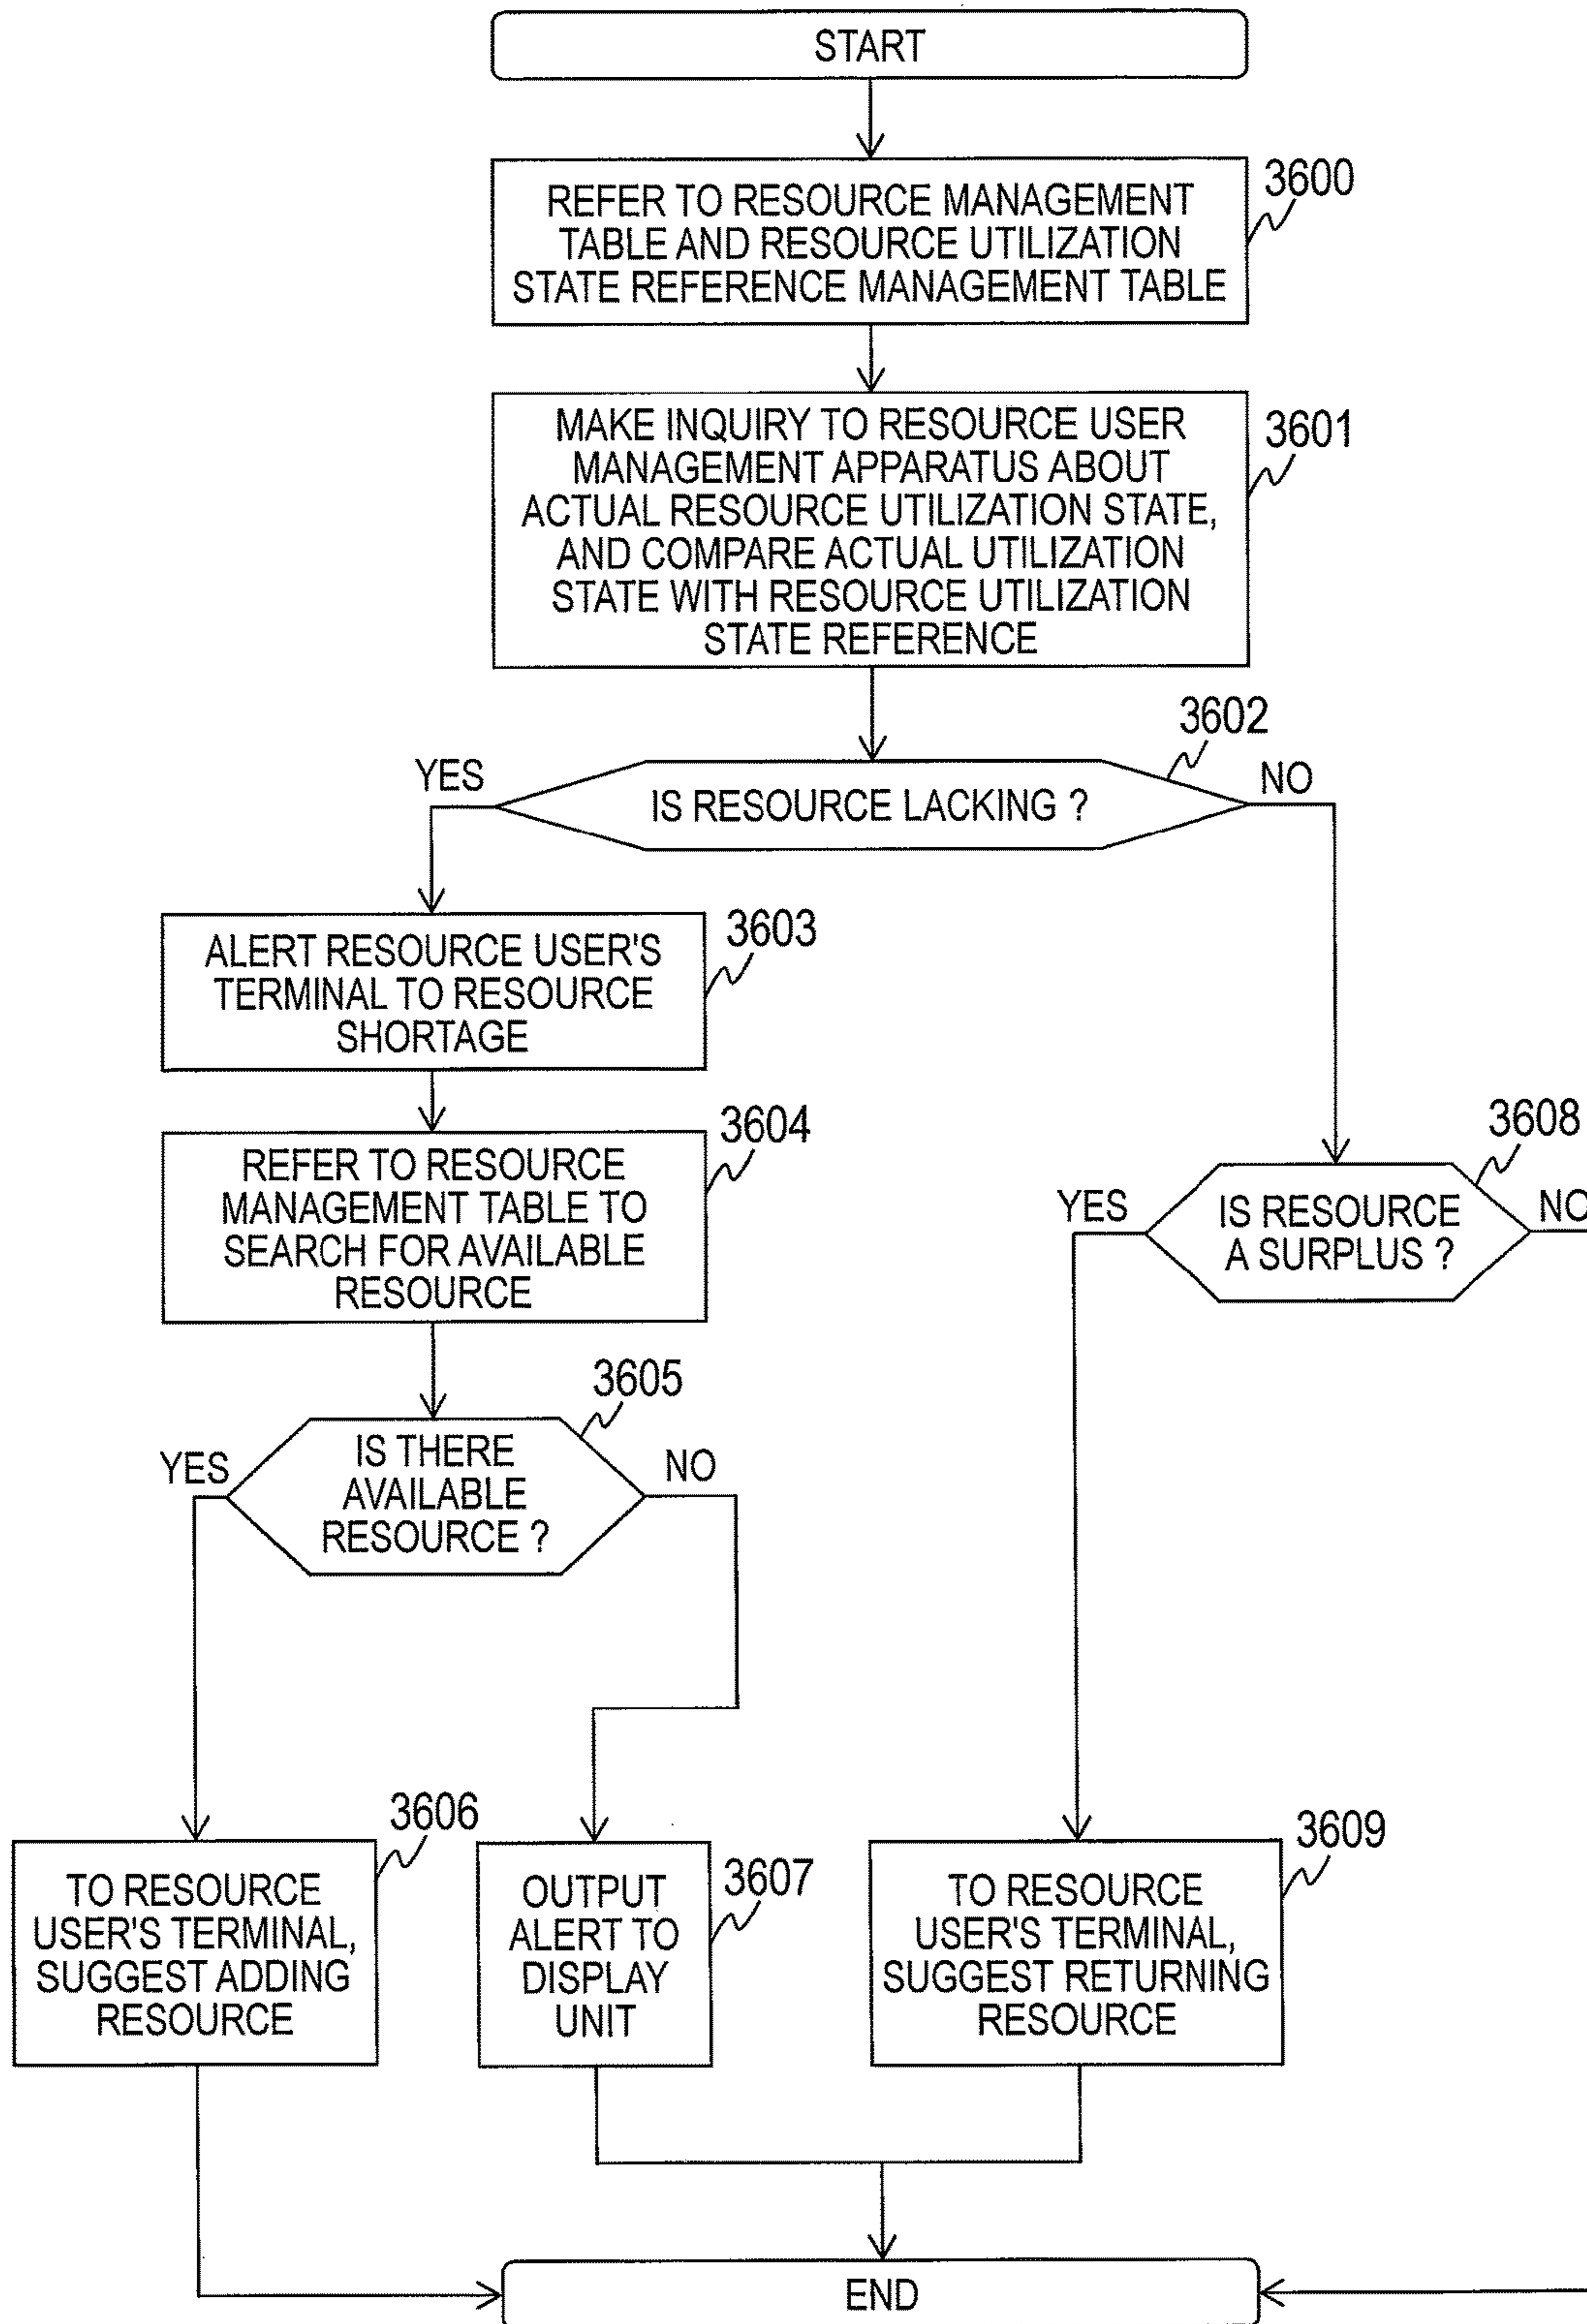 START
3600
REFER TO RESOURCE MANAGEMENT
TABLE AND RESOURCE UTILIZATION
STATE REFERENCE MANAGEMENT TABLE
3601
MAKE INQUIRY TO RESOURCE USER
MANAGEMENT APPARATUS ABOUT
ACTUAL RESOURCE UTILIZATION STATE,
AND COMPARE ACTUAL UTILIZATION
STATE WITH RESOURCE UTILIZATION
STATE REFERENCE
3602
YES
IS RESOURCE LACKING ?
NO
3603
ALERT RESOURCE USER'S
TERMINAL TO RESOURCE
SHORTAGE
3604
REFER TO RESOURCE
MANAGEMENT TABLE TO
SEARCH FOR AVAILABLE
RESOURCE
3608
YES
IS RESOURCE
A SURPLUS ?
NO
3605
YES
IS THERE
AVAILABLE
RESOURCE ?
NO
3606
TO RESOURCE
USER'S TERMINAL,
SUGGEST ADDING
RESOURCE
3607
OUTPUT
ALERT TO
DISPLAY
UNIT
3609
TO RESOURCE
USER'S TERMINAL,
SUGGEST RETURNING
RESOURCE
END